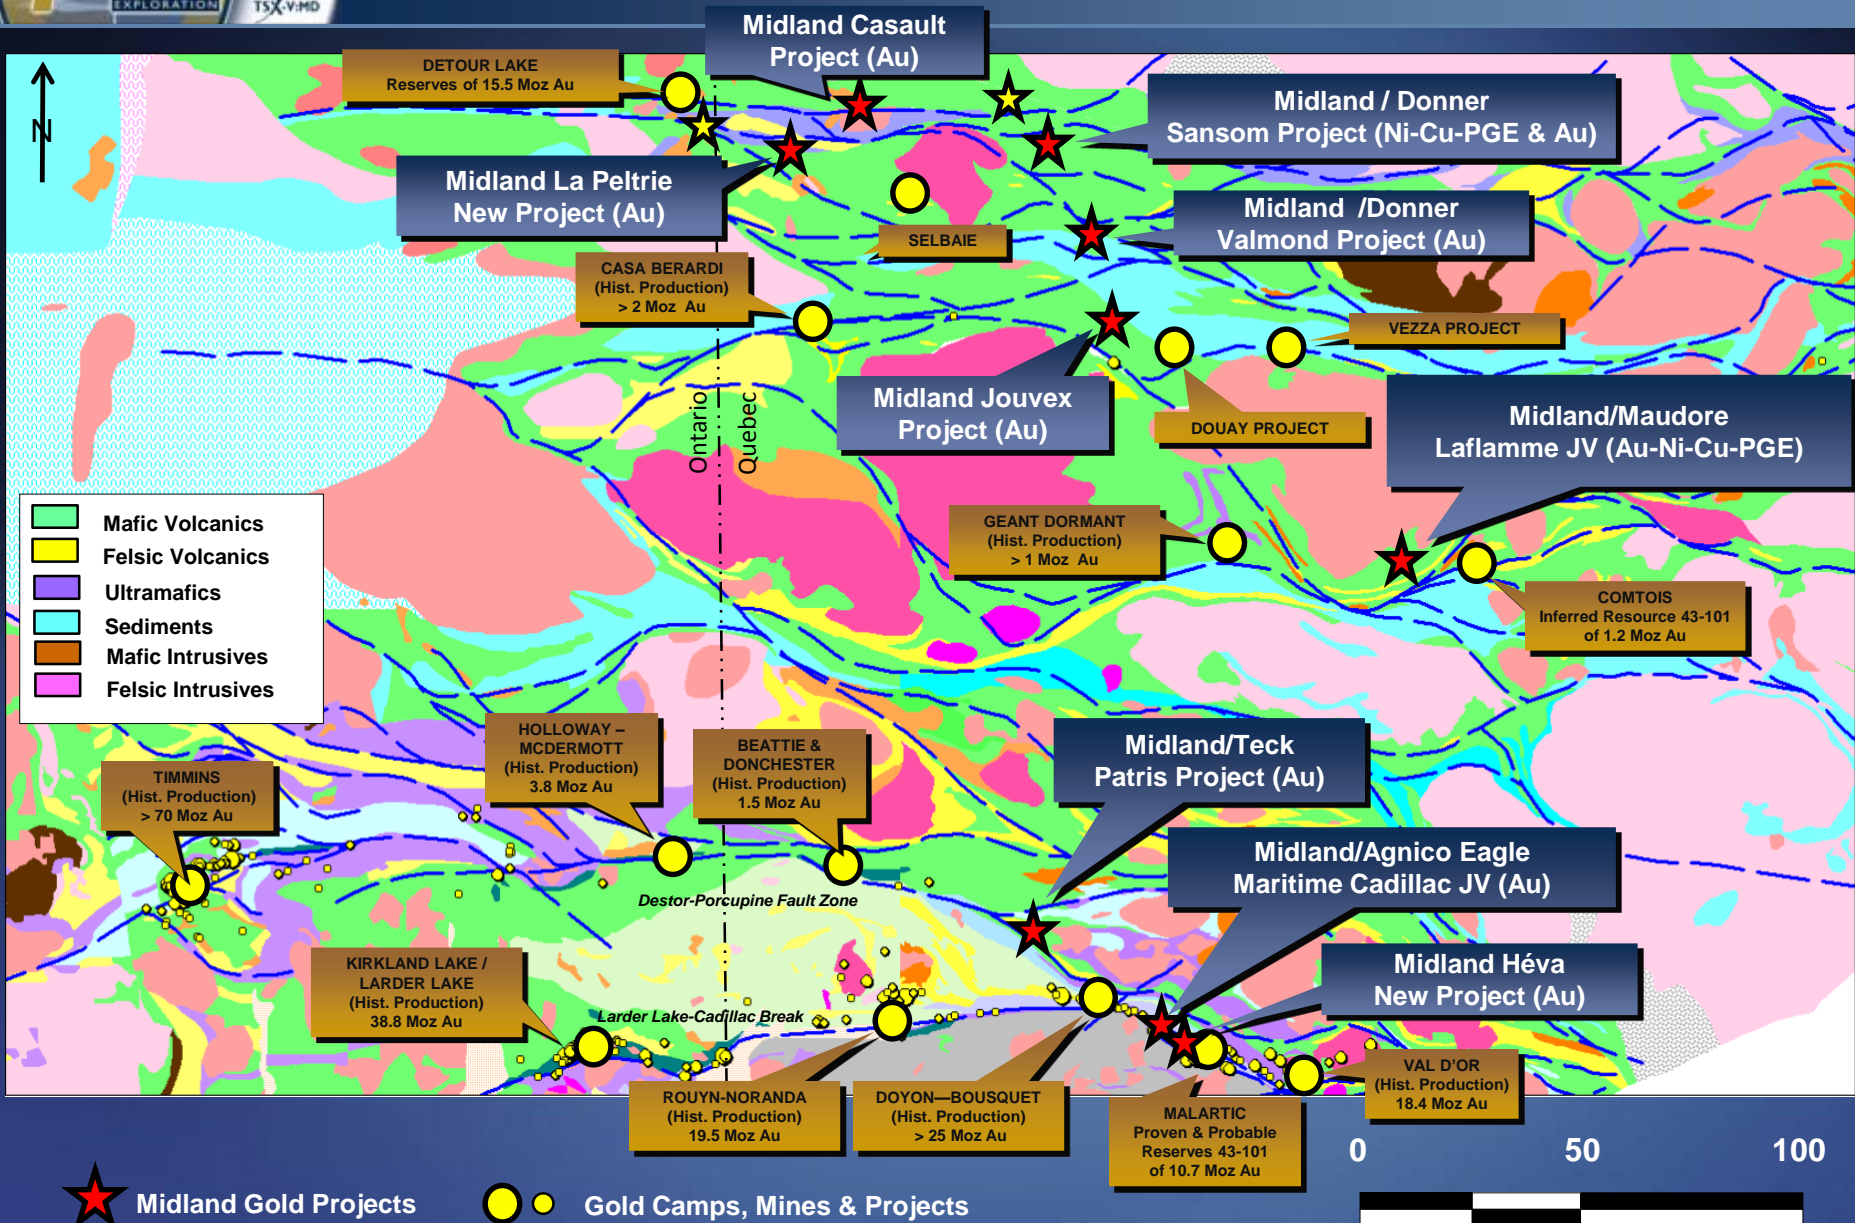 EXPLORATION
TSX-V:MD
Midland Casault
Project (Au)
DETOUR LAKE
Reserves of 15.5 Moz Au
Midland / Donner
Sansom Project (Ni-Cu-PGE & Au)
N
Midland La Peltrie
New Project (Au)
Midland /Donner
Valmond Project (Au)
SELBAIE
CASA BERARDI
(Hist. Production)
> 2 Moz Au
VEZZA PROJECT
Midland Jouvex
Project (Au)
DOUAY PROJECT
Midland/Maudore
Laflamme JV (Au-Ni-Cu-PGE)
Ontario
Quebec
Mafic Volcanics
Felsic Volcanics
Ultramafics
Sediments
Mafic Intrusives
Felsic Intrusives
GEANT DORMANT
(Hist. Production)
> 1 Moz Au
COMTOIS
Inferred Resource 43-101
of 1.2 Moz Au
HOLLOWAY –
MCDERMOTT
(Hist. Production)
3.8 Moz Au
BEATTIE &
DONCHESTER
(Hist. Production)
1.5 Moz Au
Midland/Teck
Patris Project (Au)
TIMMINS
(Hist. Production)
> 70 Moz Au
Midland/Agnico Eagle
Maritime Cadillac JV (Au)
Destor-Porcupine Fault Zone
KIRKLAND LAKE /
LARDER LAKE
(Hist. Production)
38.8 Moz Au
Larder Lake-Cadillac Break
Midland Héva
New Project (Au)
ROUYN-NORANDA
(Hist. Production)
19.5 Moz Au
DOYON—BOUSQUET
(Hist. Production)
> 25 Moz Au
MALARTIC
Proven & Probable
Reserves 43-101
of 10.7 Moz Au
VAL D'OR
(Hist. Production)
18.4 Moz Au
0 50 100
Midland Gold Projects
Gold Camps, Mines & Projects